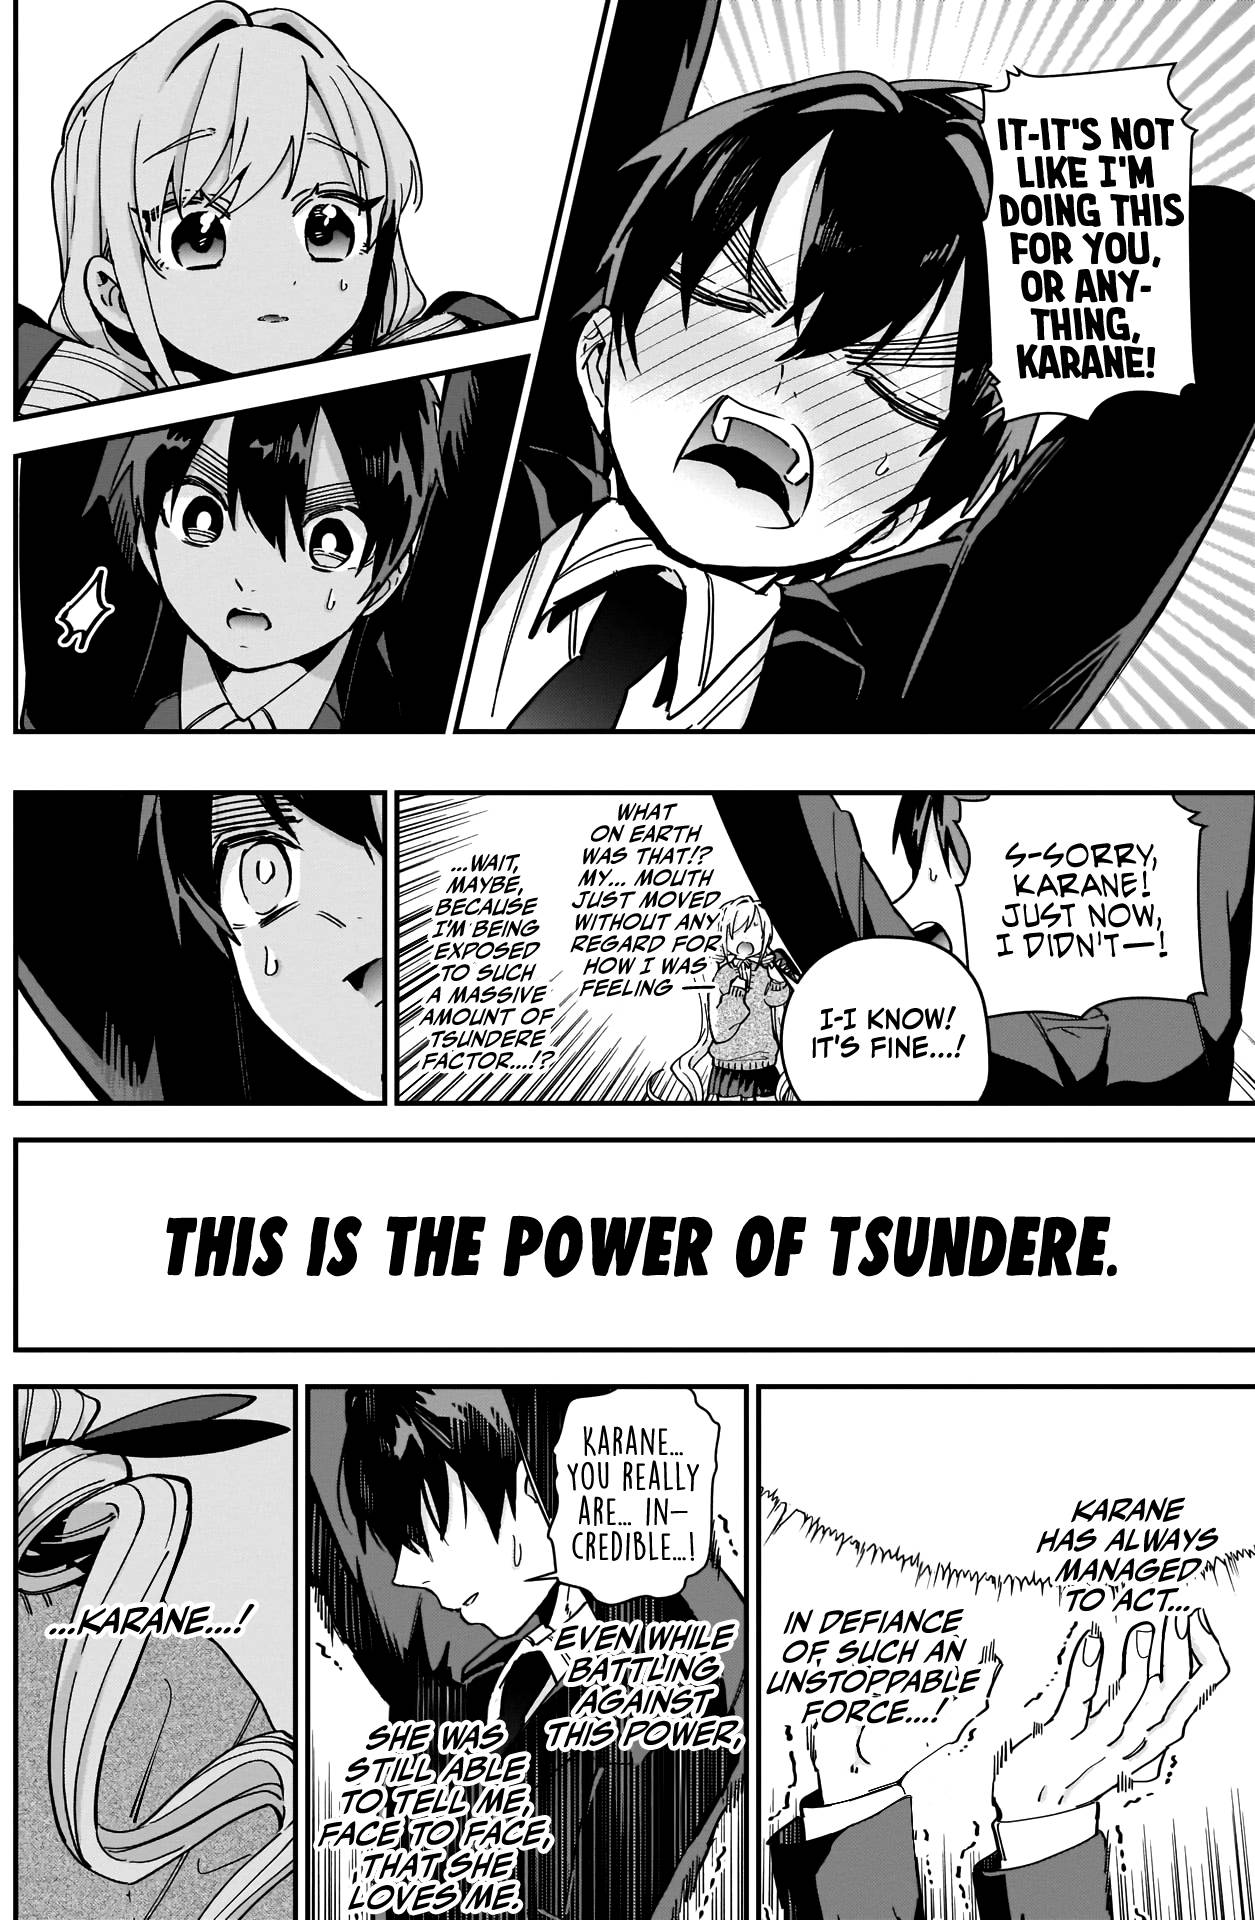 IT-IT'S NOT
LIKE I'M
DOING THIS
FOR YOU,
OR ANY-
THING,
KARANE!
S-SORRY,
KARANE!
JUST NOW,
I DIDN'T—!
I-I KNOW!
IT'S FINE...!
WHAT
ON EARTH
WAS THAT!?
MY... MOUTH
JUST MOVED
WITHOUT ANY
REGARD FOR
HOW I WAS
FEELING —
...WAIT,
MAYBE,
BECAUSE
I'M BEING
EXPOSED
TO SUCH
A MASSIVE
AMOUNT OF
TSUNDERE
FACTOR...!?
THIS IS THE POWER OF TSUNDERE.
KARANE
HAS ALWAYS
MANAGED
TO ACT...
IN DEFIANCE
OF SUCH AN
UNSTOPPABLE
FORCE...!
KARANE...
YOU REALLY
ARE... IN-
CREDIBLE...!
EVEN WHILE
BATTLING
AGAINST
THIS POWER,
SHE WAS
STILL ABLE
TO TELL ME,
FACE TO FACE,
THAT SHE
LOVES ME.
...KARANE...!